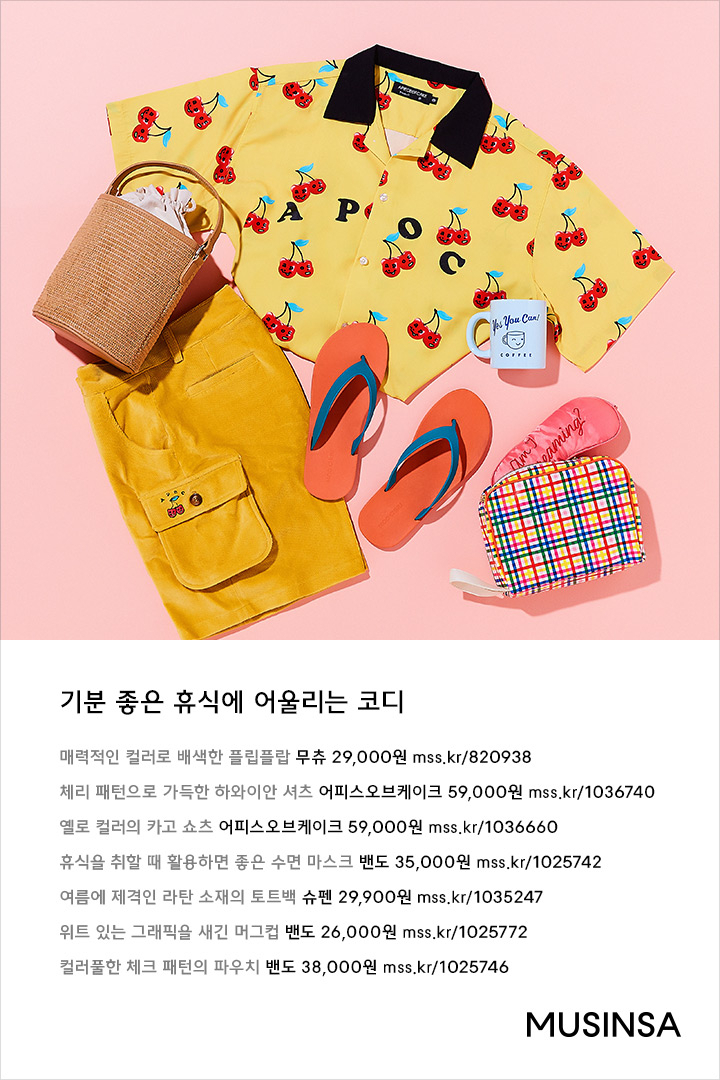 APOC
Yes You Can!
COFFEE
Am I
Dreaming?
기분 좋은 휴식에 어울리는 코디
매력적인 컬러로 배색한 플립플랍 무츄 29,000원 mss.kr/820938
체리 패턴으로 가득한 하와이안 셔츠 어피스오브케이크 59,000원 mss.kr/1036740
옐로 컬러의 카고 쇼츠 어피스오브케이크 59,000원 mss.kr/1036660
휴식을 취할 때 활용하면 좋은 수면 마스크 밴도 35,000원 mss.kr/1025742
여름에 제격인 라탄 소재의 토트백 슈펜 29,900원 mss.kr/1035247
위트 있는 그래픽을 새긴 머그컵 밴도 26,000원 mss.kr/1025772
컬러풀한 체크 패턴의 파우치 밴도 38,000원 mss.kr/1025746
MUSINSA